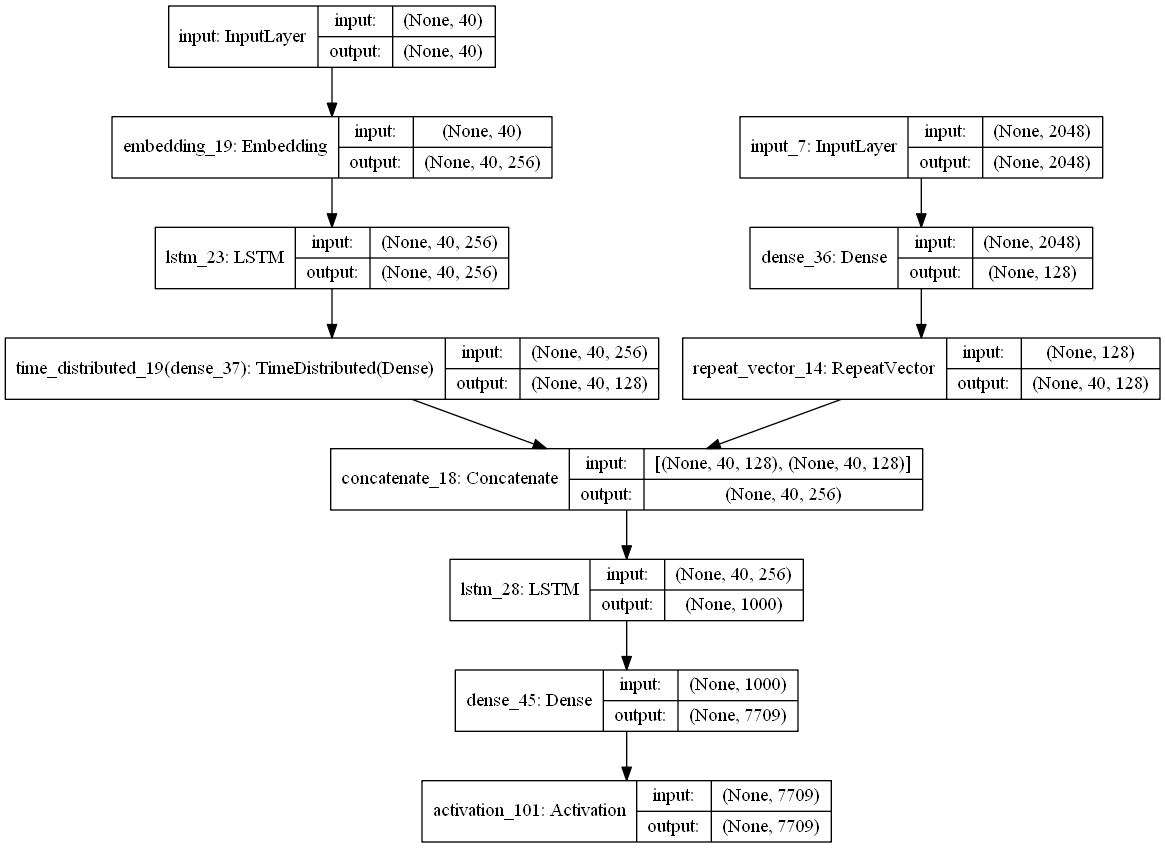 input: InputLayer
input: (None, 40)
output: (None, 40)
embedding_19: Embedding
input: (None, 40)
output: (None, 40, 256)
input_7: InputLayer
input: (None, 2048)
output: (None, 2048)
lstm_23: LSTM
input: (None, 40, 256)
output: (None, 40, 256)
dense_36: Dense
input: (None, 2048)
output: (None, 128)
time_distributed_19(dense_37): TimeDistributed(Dense)
input: (None, 40, 256)
output: (None, 40, 128)
repeat_vector_14: RepeatVector
input: (None, 128)
output: (None, 40, 128)
concatenate_18: Concatenate
input: [(None, 40, 128), (None, 40, 128)]
output: (None, 40, 256)
lstm_28: LSTM
input: (None, 40, 256)
output: (None, 1000)
dense_45: Dense
input: (None, 1000)
output: (None, 7709)
activation_101: Activation
input: (None, 7709)
output: (None, 7709)